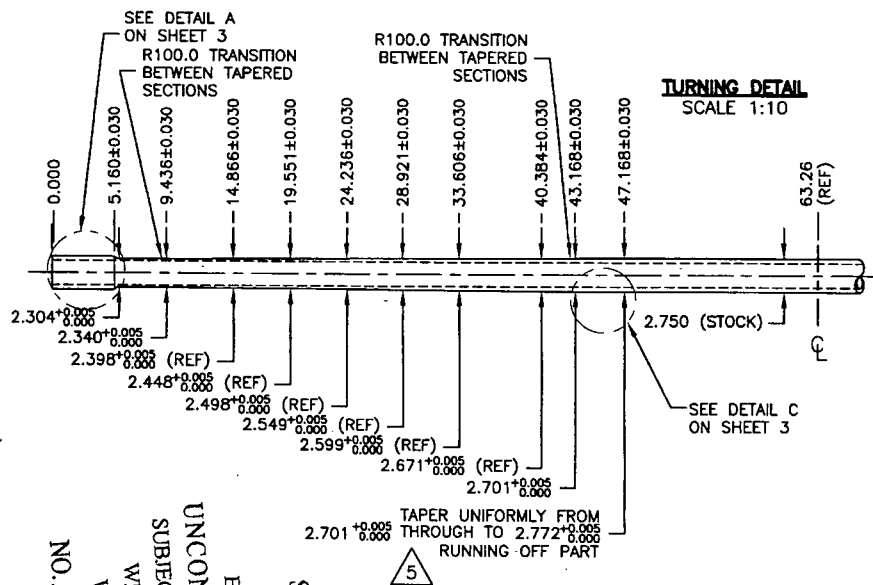 SEE DETAIL A
ON SHEET 3
R100.0 TRANSITION
BETWEEN TAPERED
SECTIONS
R100.0 TRANSITION
BETWEEN TAPERED
SECTIONS
TURNING DETAIL
SCALE 1:10
0.000
5.160±0.030
9.436±0.030
14.866±0.030
19.551±0.030
24.236±0.030
28.921±0.030
33.606±0.030
40.384±0.030
43.168±0.030
47.168±0.030
63.26
(REF)
2.304 +0.005 0.000
2.340 +0.005 0.000
2.398 +0.005 0.000 (REF)
2.448 +0.005 0.000 (REF)
2.498 +0.005 0.000 (REF)
2.549 +0.005 0.000 (REF)
2.599 +0.005 0.000 (REF)
2.671 +0.005 0.000 (REF)
2.701 +0.005 0.000
2.750 (STOCK)
SEE DETAIL C
ON SHEET 3
TAPER UNIFORMLY FROM
2.701 +0.005 0.000 THROUGH TO 2.772 +0.005 0.000
RUNNING OFF PART
5
UNCON
SUBJEC
NO.